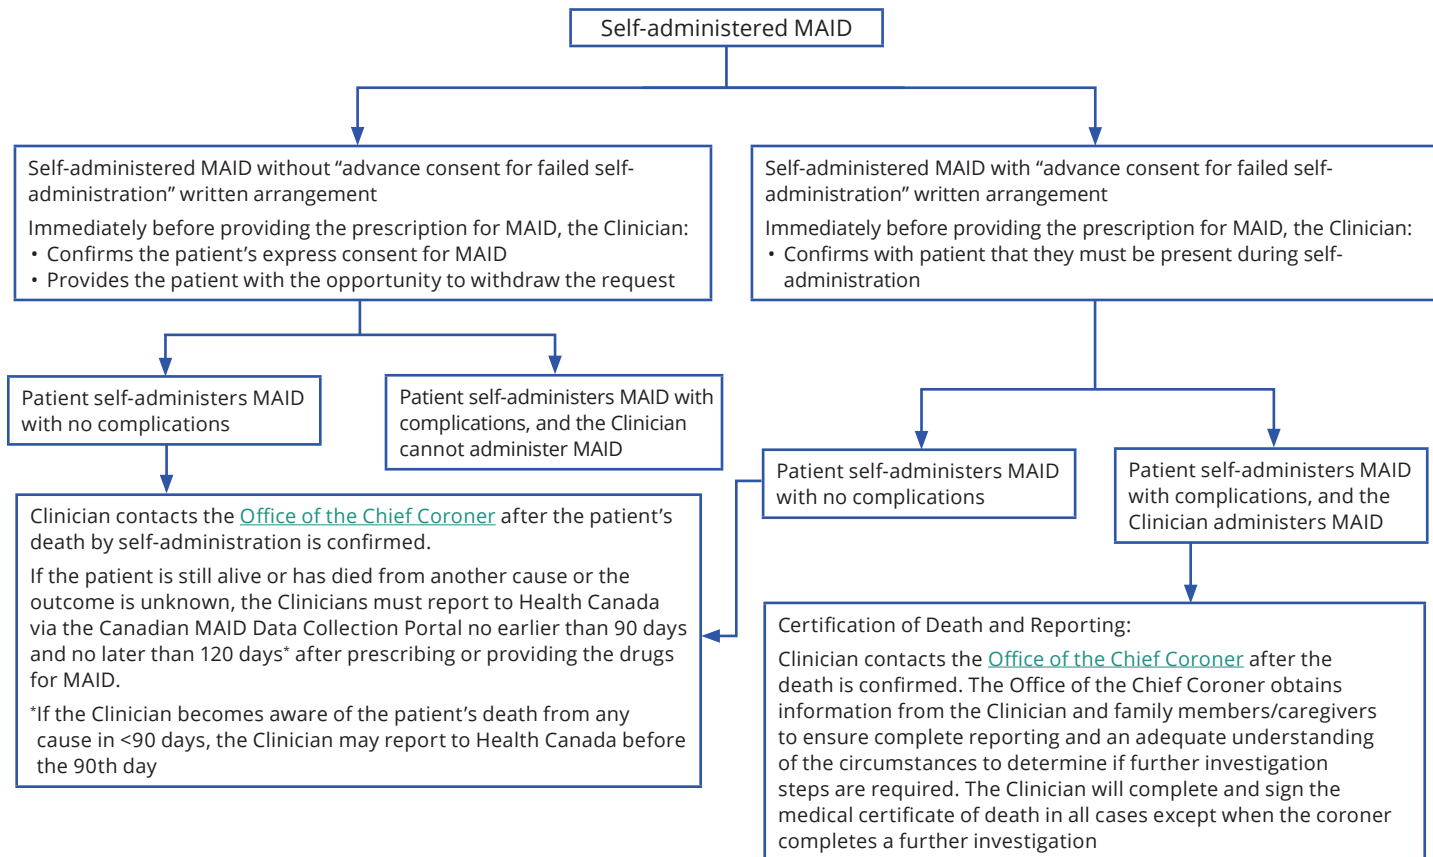 Self-administered MAID
Self-administered MAID without “advance consent for failed self-
administration” written arrangement
Immediately before providing the prescription for MAID, the Clinician:
• Confirms the patient’s express consent for MAID
• Provides the patient with the opportunity to withdraw the request
Self-administered MAID with “advance consent for failed self-
administration” written arrangement
Immediately before providing the prescription for MAID, the Clinician:
• Confirms with patient that they must be present during self-
administration
Patient self-administers MAID
with no complications
Patient self-administers MAID with
complications, and the Clinician
cannot administer MAID
Patient self-administers MAID
with no complications
Patient self-administers MAID
with complications, and the
Clinician administers MAID
Clinician contacts the Office of the Chief Coroner after the patient’s
death by self-administration is confirmed.
If the patient is still alive or has died from another cause or the
outcome is unknown, the Clinicians must report to Health Canada
via the Canadian MAID Data Collection Portal no earlier than 90 days
and no later than 120 days* after prescribing or providing the drugs
for MAID.
*If the Clinician becomes aware of the patient’s death from any
cause in <90 days, the Clinician may report to Health Canada before
the 90th day
Certification of Death and Reporting:
Clinician contacts the Office of the Chief Coroner after the
death is confirmed. The Office of the Chief Coroner obtains
information from the Clinician and family members/caregivers
to ensure complete reporting and an adequate understanding
of the circumstances to determine if further investigation
steps are required. The Clinician will complete and sign the
medical certificate of death in all cases except when the coroner
completes a further investigation